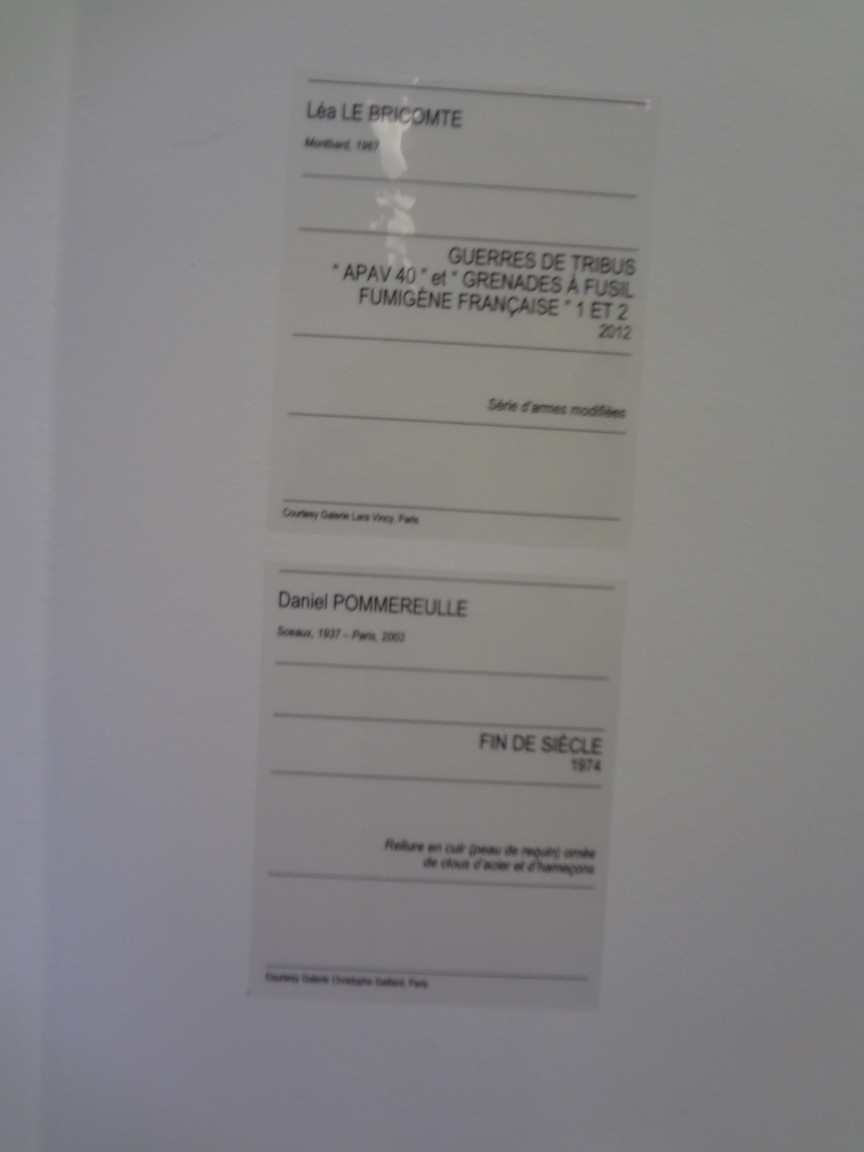 Léa LE BRICOMTE
Montbard, 1987
GUERRES DE TRIBUS
" APAV 40 " et " GRENADES À FUSIL
FUMIGÈNE FRANÇAISE " 1 ET 2
2012
Série d'armes modifiées
Courtesy Galerie Lara Vincy, Paris
Daniel POMMEREULLE
Sceaux, 1937 – Paris, 2003
FIN DE SIÈCLE
1974
Reliure en cuir (peau de requin) ornée
de clous d'acier et d'hameçons
Courtesy Galerie Christophe Gaillard, Paris